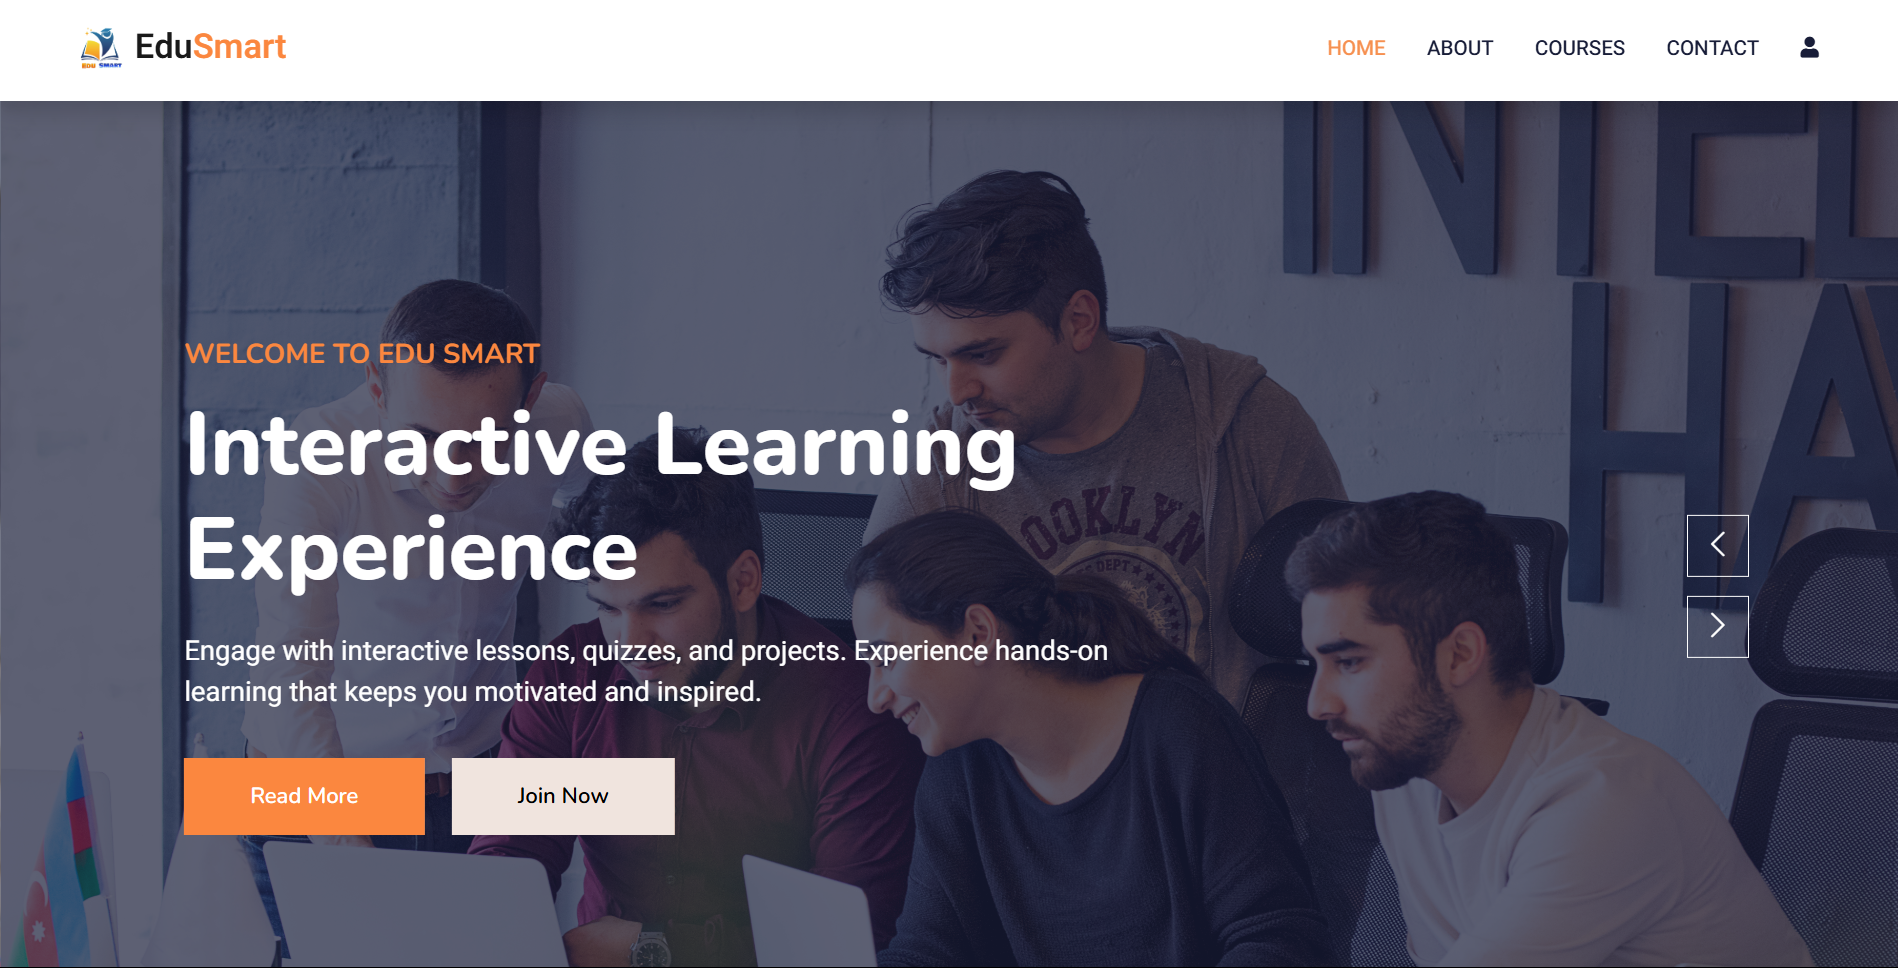 EDU SMART
EduSmart
HOME ABOUT COURSES CONTACT
INTEL
HA
WELCOME TO EDU SMART
Interactive Learning
Experience
OOKLYN
DEPT
Engage with interactive lessons, quizzes, and projects. Experience hands-on
learning that keeps you motivated and inspired.
Read More
Join Now